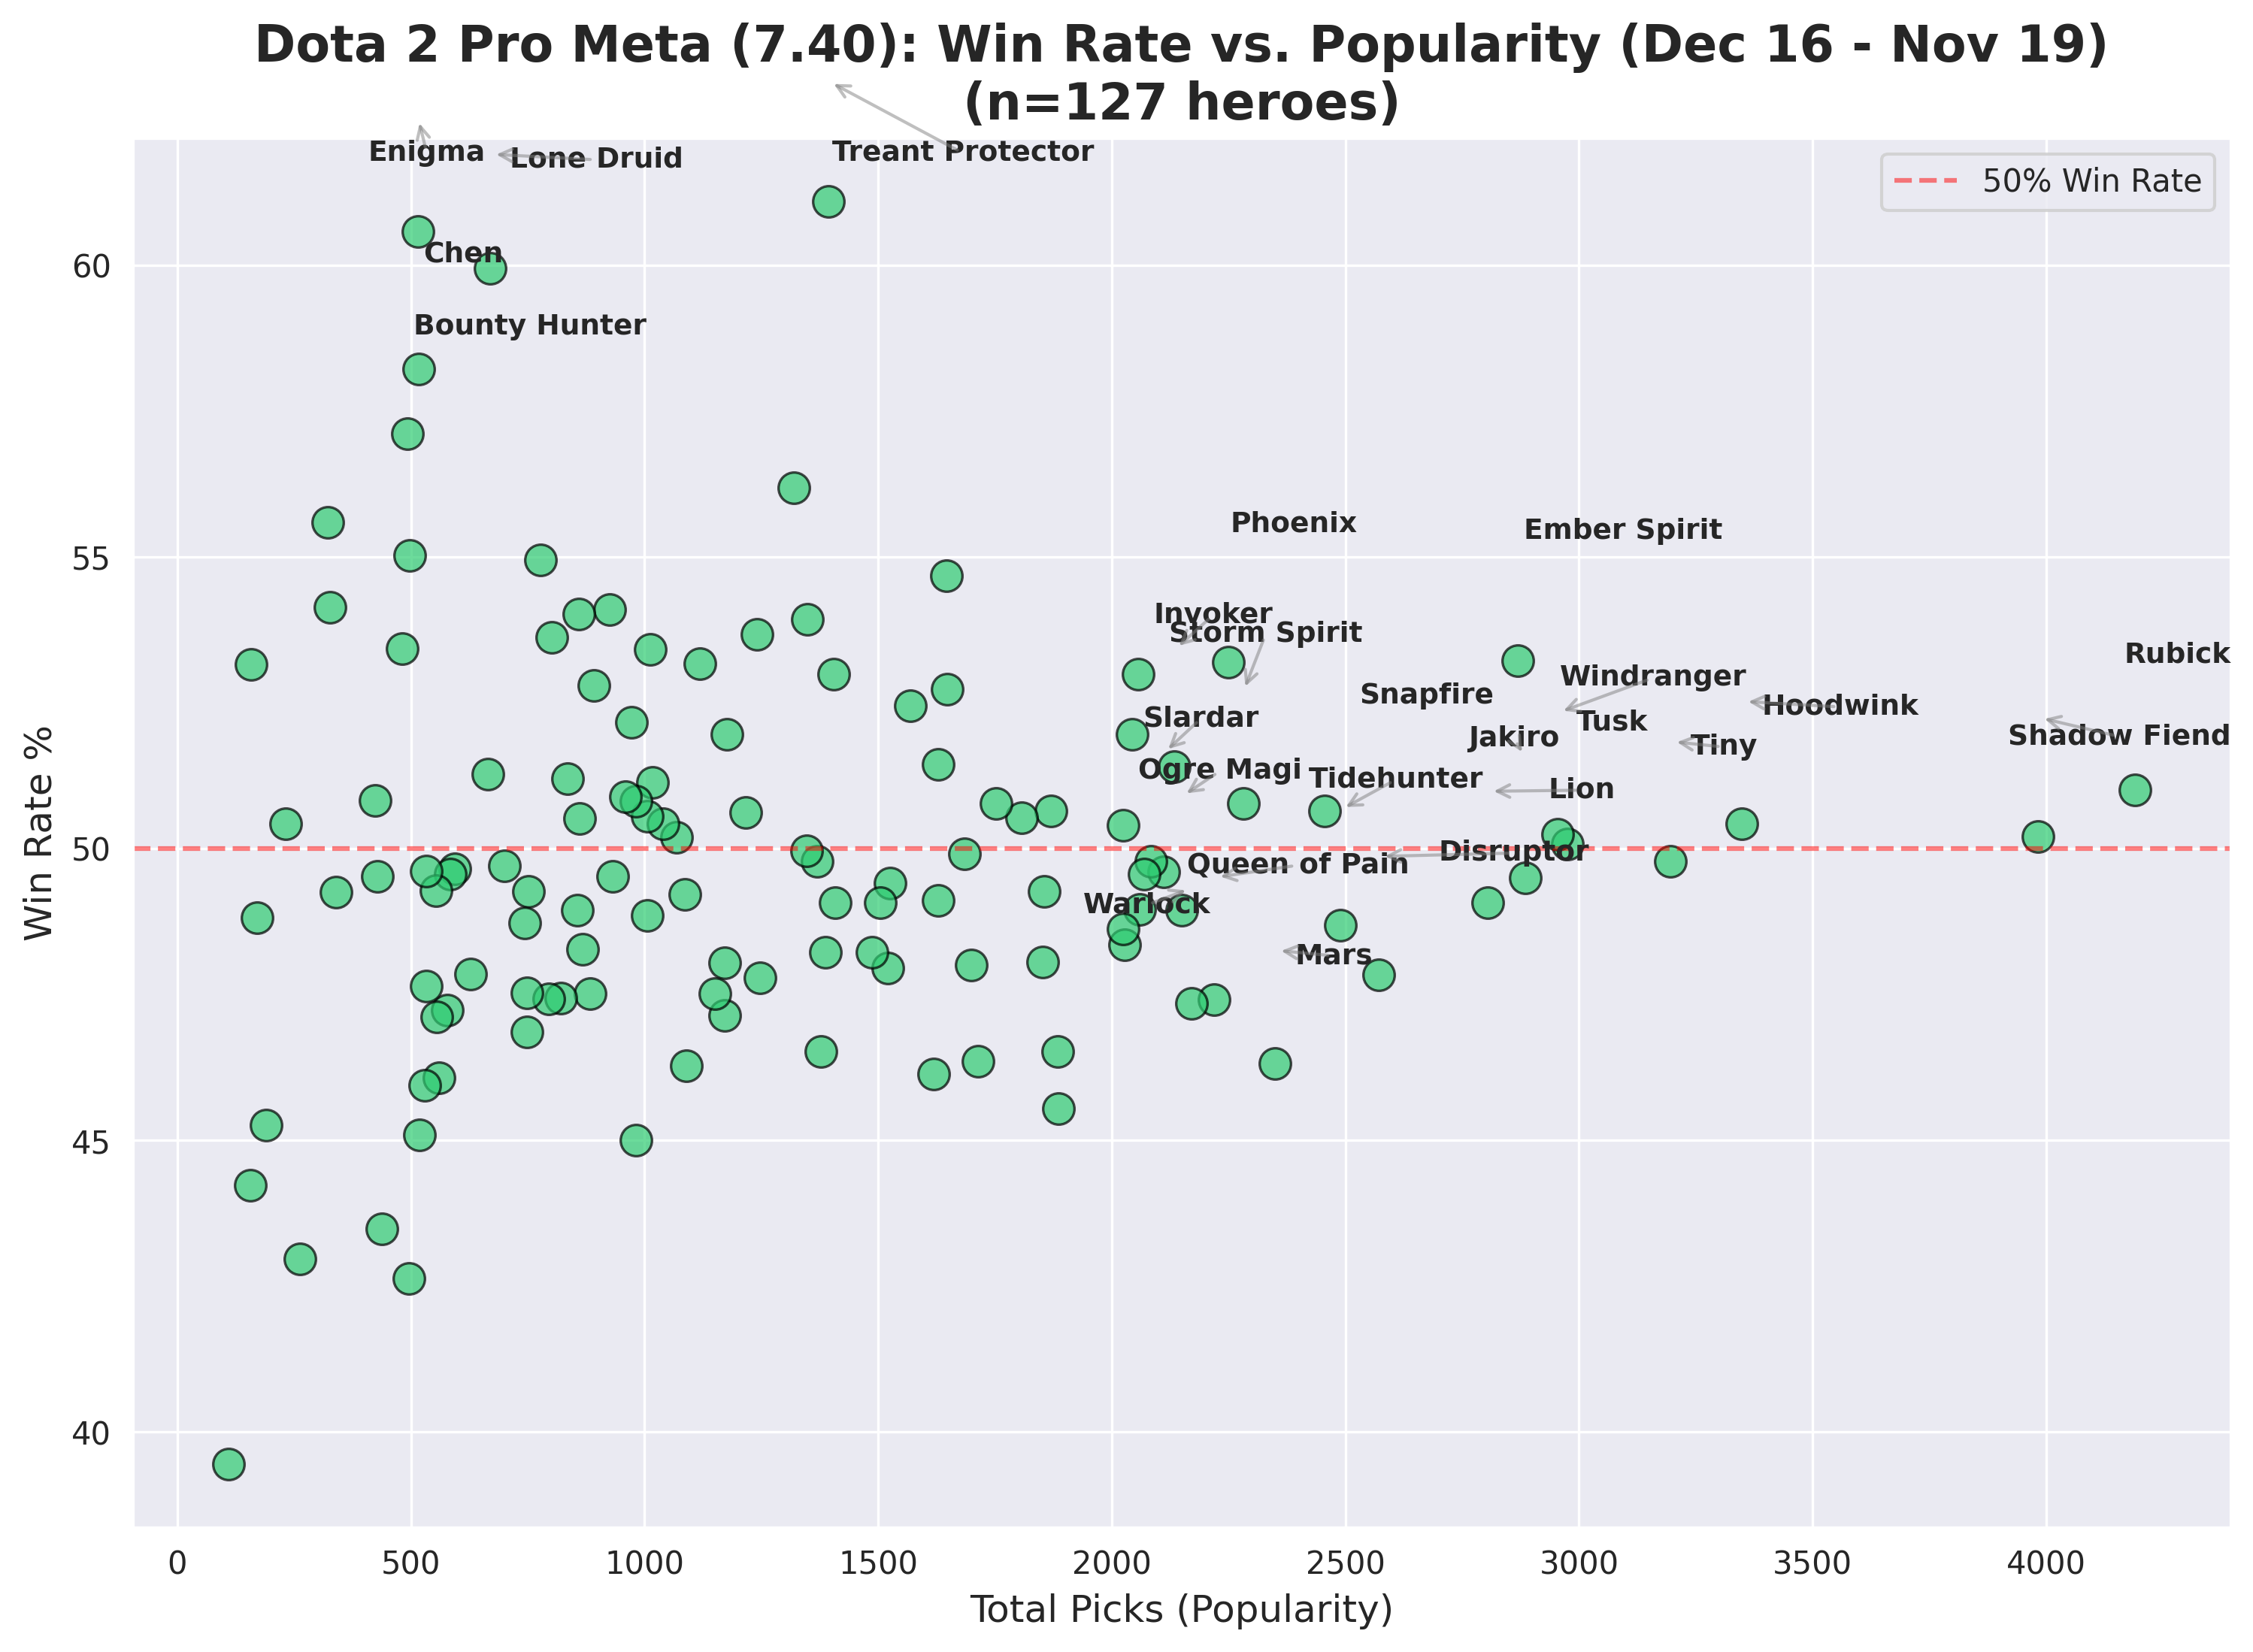 Dota 2 Pro Meta (7.40): Win Rate vs. Popularity (Dec 16 - Nov 19)
(n=127 heroes)
Enigma
Lone Druid
Treant Protector
50% Win Rate
Chen
Bounty Hunter
Phoenix
Ember Spirit
Invoker
Storm Spirit
Rubick
Windranger
Snapfire
Hoodwink
Slardar
Tusk
Jakiro
Tiny
Shadow Fiend
Ogre Magi
Tidehunter
Lion
Disruptor
Queen of Pain
Warlock
Mars
60
55
50
45
40
Win Rate %
0
500
1000
1500
2000
2500
3000
3500
4000
Total Picks (Popularity)